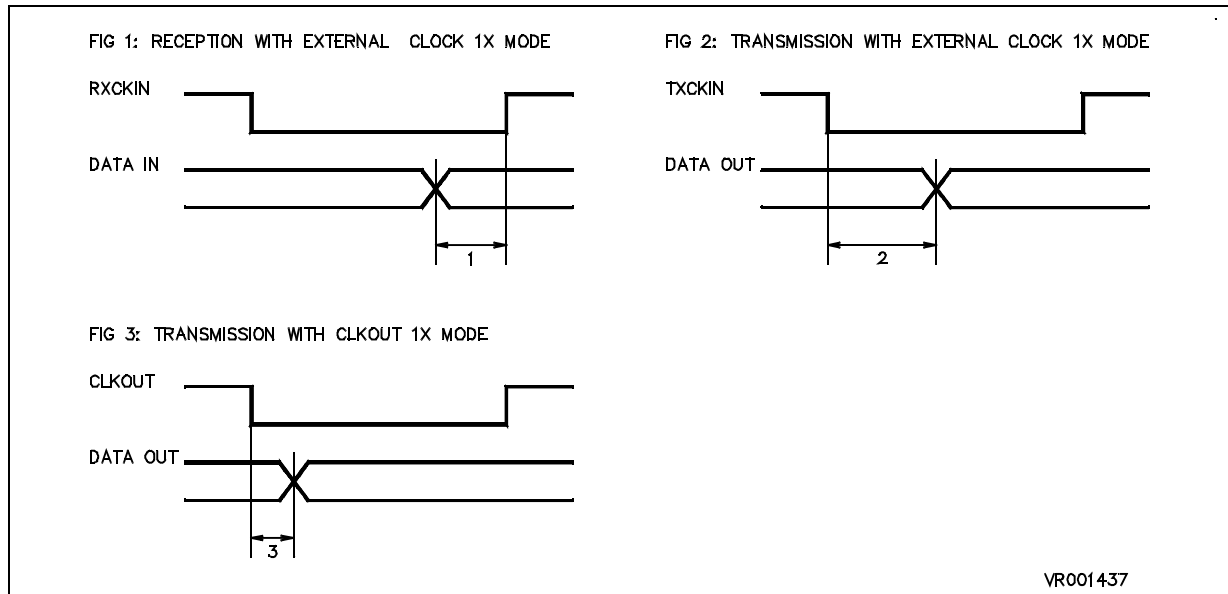 FIG 1: RECEPTION WITH EXTERNAL CLOCK 1X MODE
RXCKIN
DATA IN
1
FIG 2: TRANSMISSION WITH EXTERNAL CLOCK 1X MODE
TXCKIN
DATA OUT
2
FIG 3: TRANSMISSION WITH CLKOUT 1X MODE
CLKOUT
DATA OUT
3
VR001437